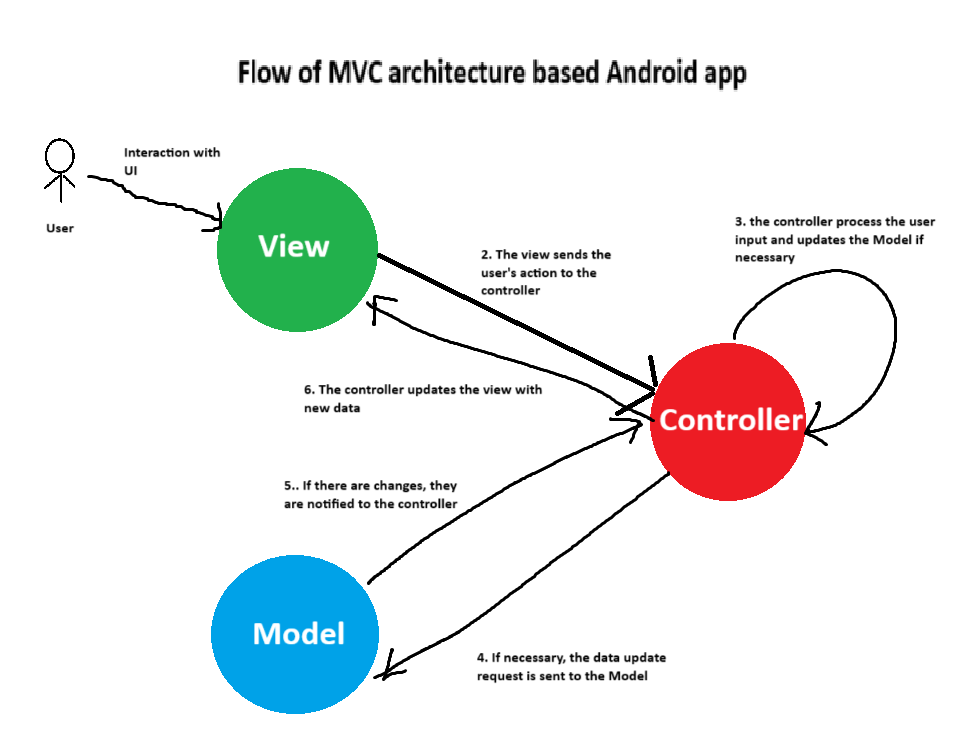 Flow of MVC architecture based Android app
Interaction with
UI
User
View
2. The view sends the
user's action to the
controller
3. the controller process the user
input and updates the Model if
necessary
6. The controller updates the view with
new data
Controller
5.. If there are changes, they
are notified to the controller
Model
4. If necessary, the data update
request is sent to the Model